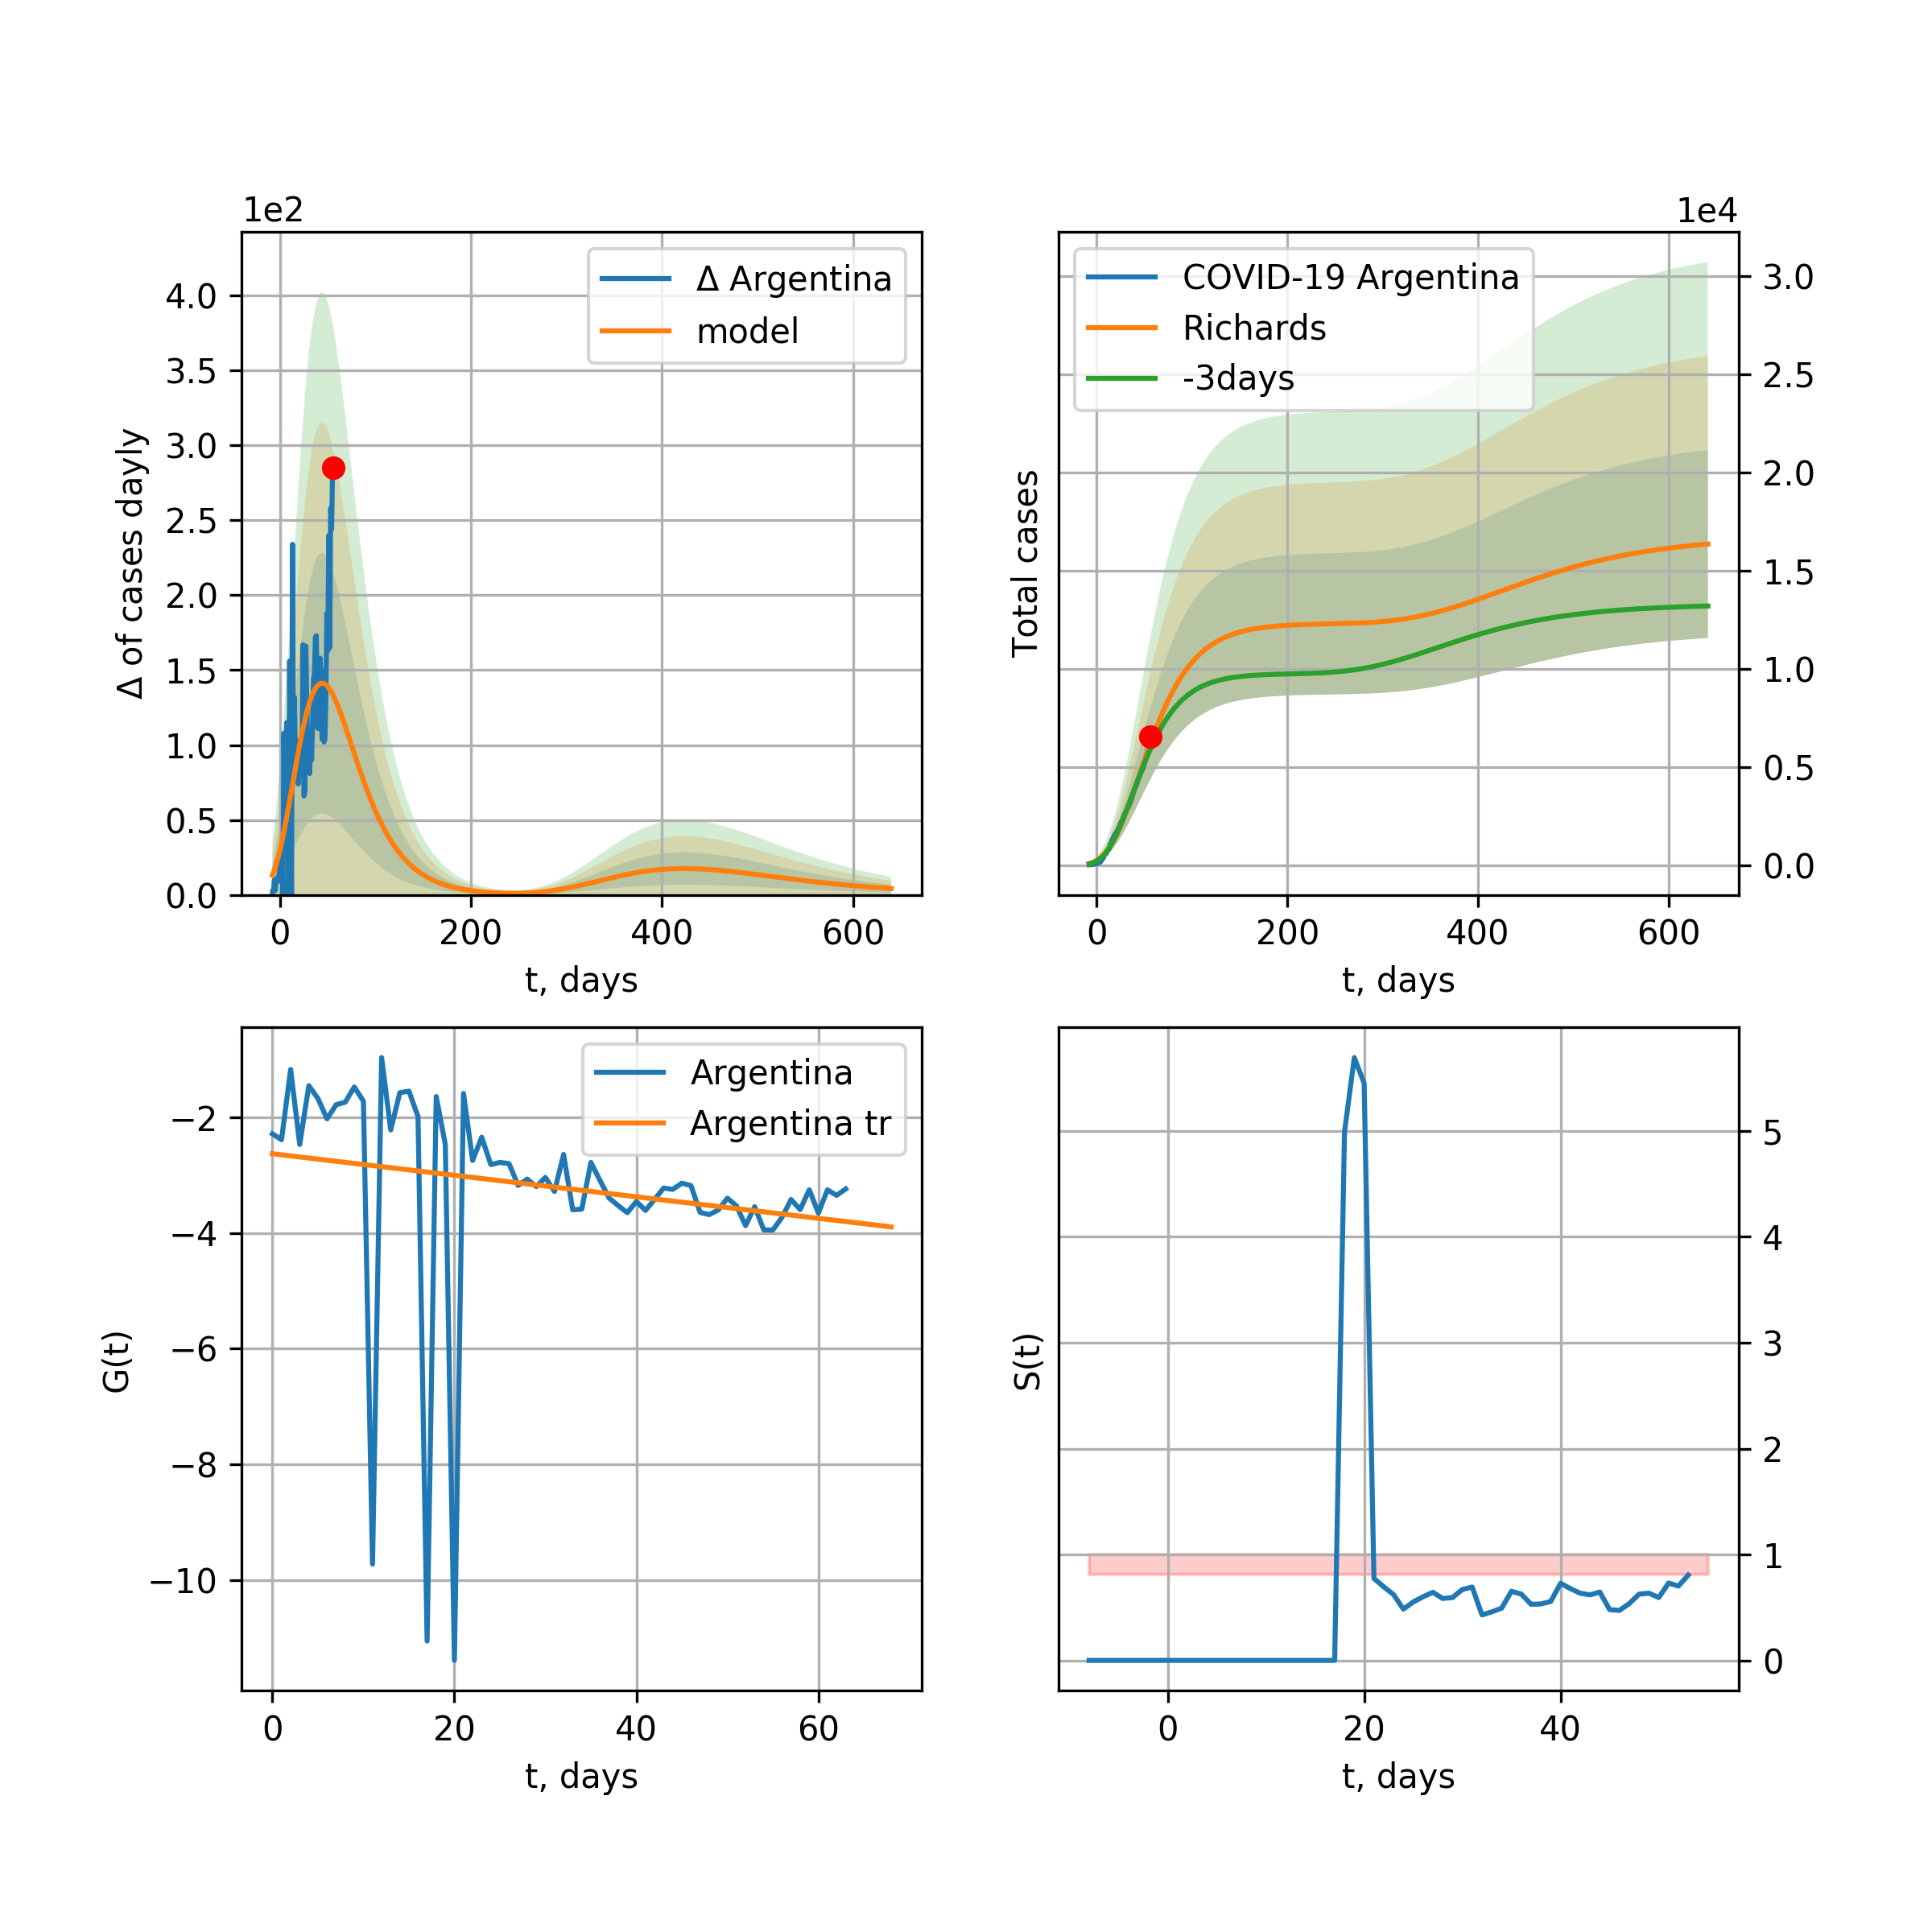 1e2
Δ Argentina
model
4.0
3.5
3.0
2.5
2.0
1.5
1.0
0.5
0.0
Δ of cases dayly
0 200 400 600
t, days
1e4
COVID-19 Argentina
Richards
-3days
3.0
2.5
2.0
1.5
1.0
0.5
0.0
Total cases
0 200 400 600
t, days
Argentina
Argentina tr
−2
−4
−6
−8
−10
G(t)
0 20 40 60
t, days
5
4
3
2
1
0
S(t)
0 20 40
t, days